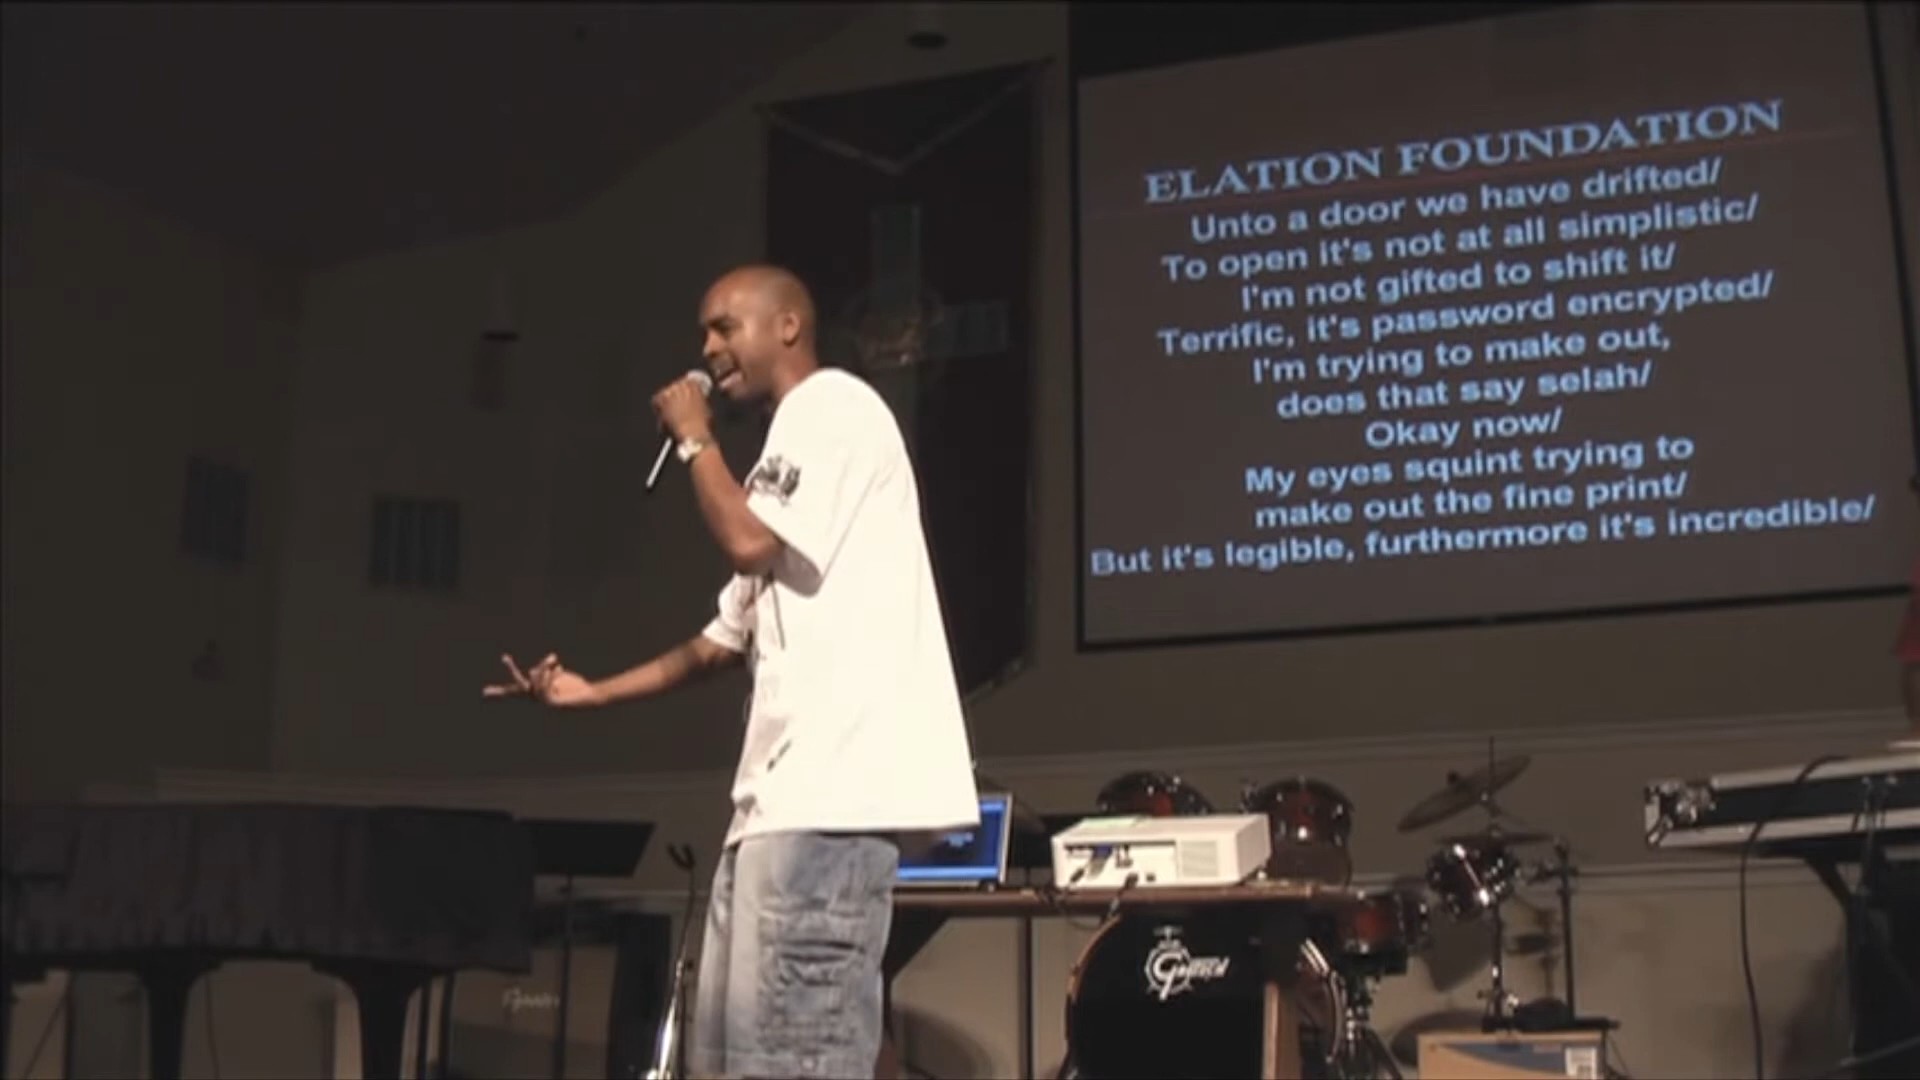 ELATION FOUNDATION
Unto a door we have drifted/
To open it's not at all simplistic/
I'm not gifted to shift it/
Terrific, it's password encrypted/
I'm trying to make out,
does that say selah/
Okay now/
My eyes squint trying to
make out the fine print/
But it's legible, furthermore it's incredible/
Gretsch